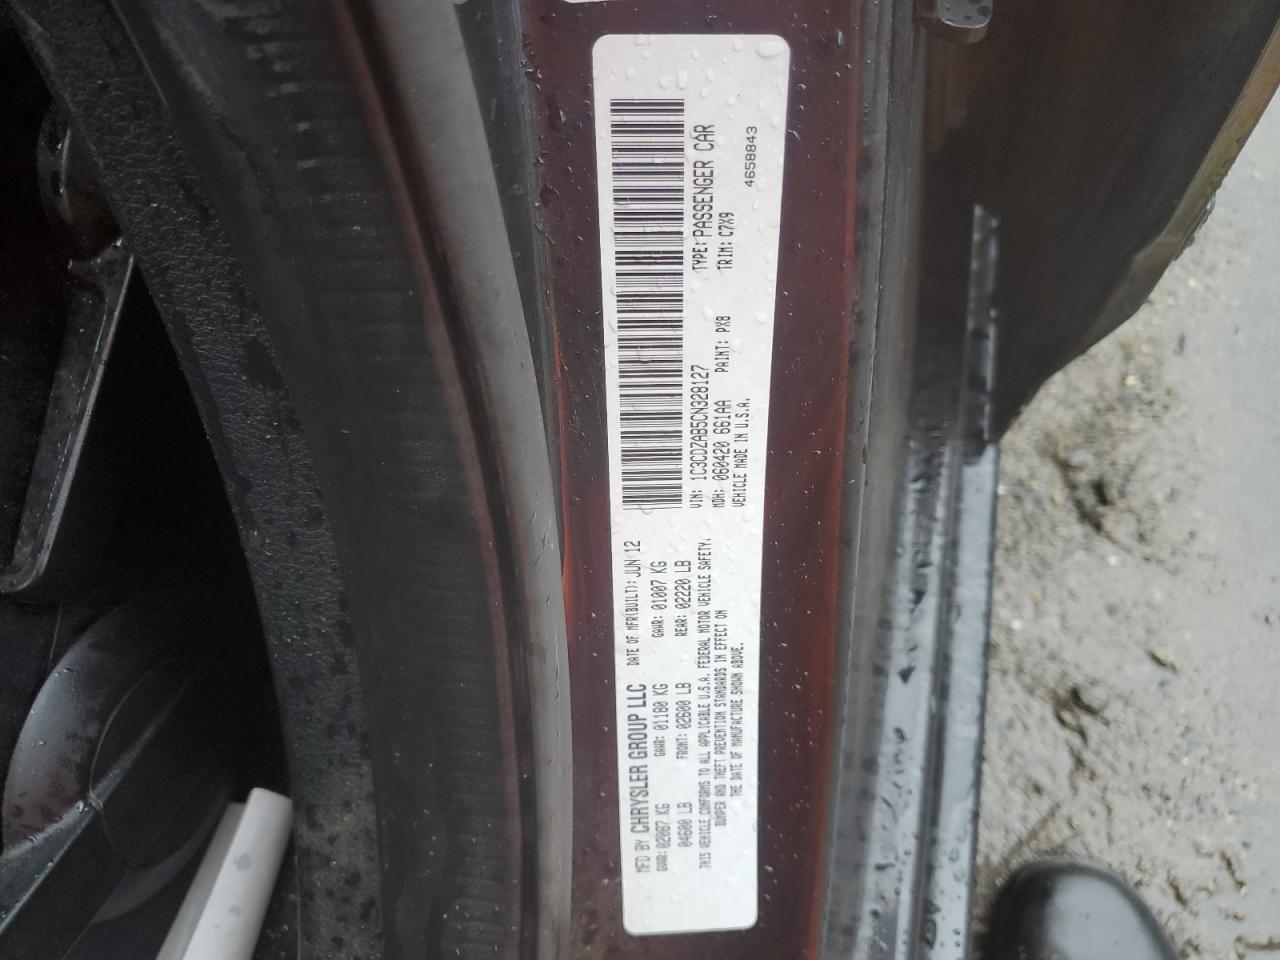 MFD BY CHRYSLER GROUP LLC DATE OF MFR(BUILT): JUN 12
GVWR: 02087 KG GAWR: 01180 KG GAWR: 01007 KG
04600 LB FRONT: 02600 LB REAR: 02220 LB
THIS VEHICLE CONFORMS TO ALL APPLICABLE U.S.A. FEDERAL MOTOR VEHICLE SAFETY,
BUMPER AND THEFT PREVENTION STANDARDS IN EFFECT ON
THE DATE OF MANUFACTURE SHOWN ABOVE.
VIN: 1C3CDZAB5CN328127 TYPE: PASSENGER CAR
MDH: 060420 661AA PAINT: PXB TRIM: C7X9
VEHICLE MADE IN U.S.A. 4658843